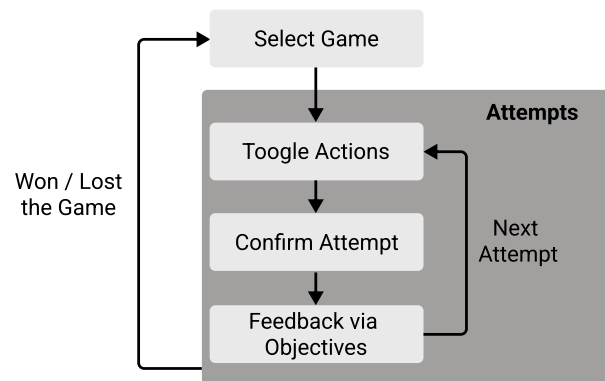 Select Game
Attempts
Toogle Actions
Won / Lost
the Game
Confirm Attempt
Next
Attempt
Feedback via
Objectives